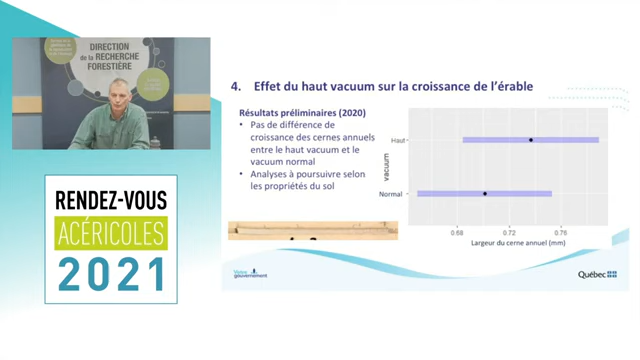 DIRECTION
de la RECHERCHE
FORESTIÈRE
RENDEZ-VOUS
ACÉRICOLES
2021
4. Effet du haut vacuum sur la croissance de l'érable
Résultats préliminaires (2020)
• Pas de différence de
croissance des cernes annuels
entre le haut vacuum et le
vacuum normal
• Analyses à poursuivre selon
les propriétés du sol
vacuum
Haut
Normal
0.68 0.72 0.76
Largeur du cerne annuel (mm)
Votre
gouvernement
Québec